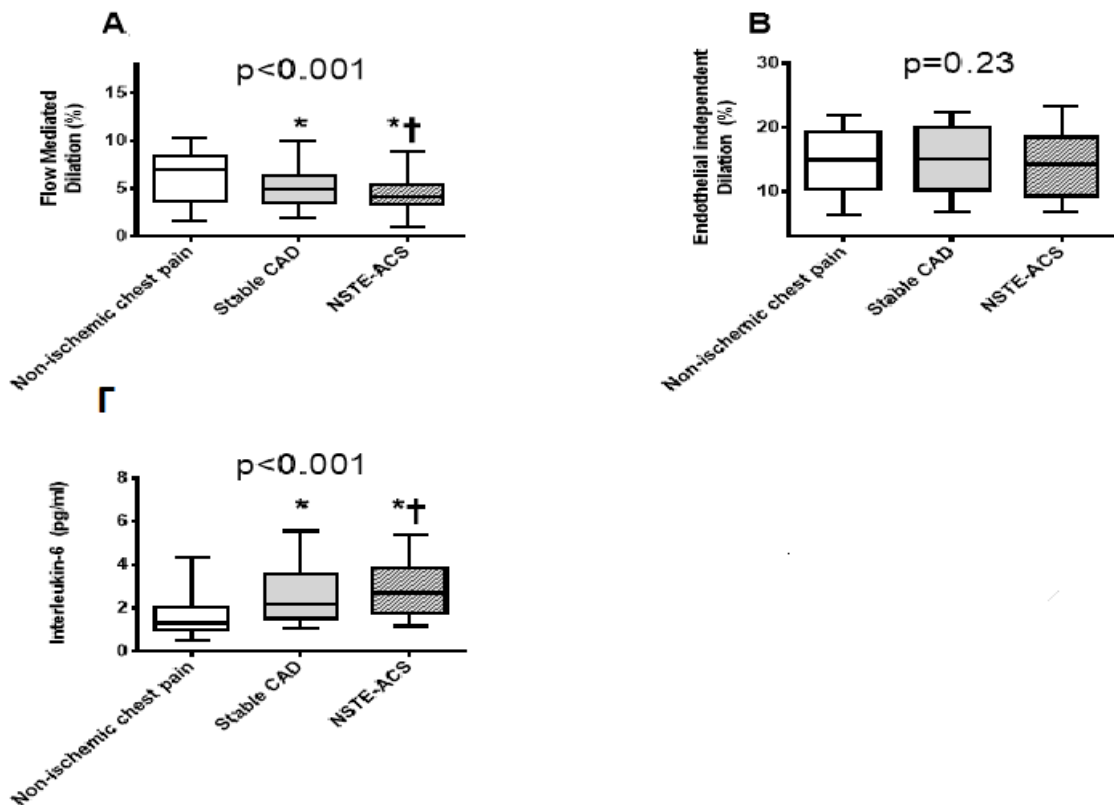 A
p<0.001
Flow Mediated
Dilation (%)
15
10
5
0
*
*†
Non-ischemic chest pain
Stable CAD
NSTE-ACS
B
p=0.23
Endothelial independent
Dilation (%)
30
20
10
Non-ischemic chest pain
Stable CAD
NSTE-ACS
Γ
p<0.001
Interleukin-6 (pg/ml)
8
6
4
2
0
*
*†
Non-ischemic chest pain
Stable CAD
NSTE-ACS